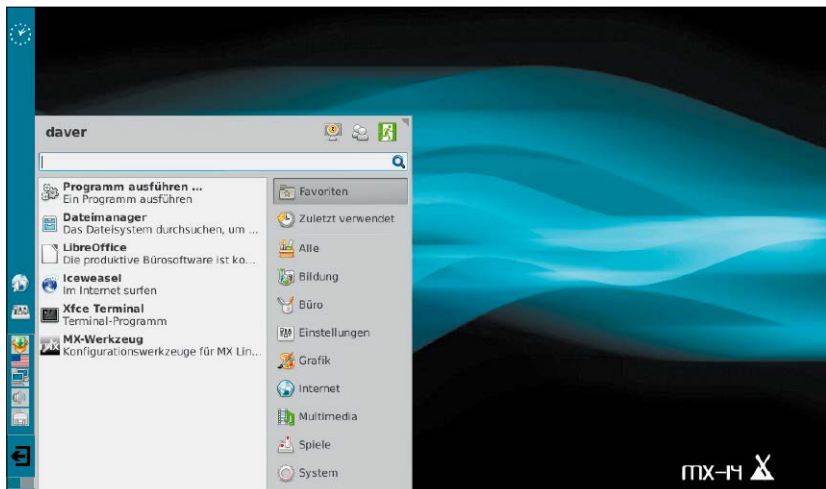 daver
Programm ausführen ...
Ein Programm ausführen
Dateimanager
Das Dateisystem durchsuchen, um ...
LibreOffice
Die produktive Bürosoftware ist ko...
Iceweasel
Im Internet surfen
Xfce Terminal
Terminal-Programm
MX-Werkzeug
Konfigurationswerkzeuge für MX Lin...
Favoriten
Zuletzt verwendet
Alle
Bildung
Büro
Einstellungen
Grafik
Internet
Multimedia
Spiele
System
mx-14